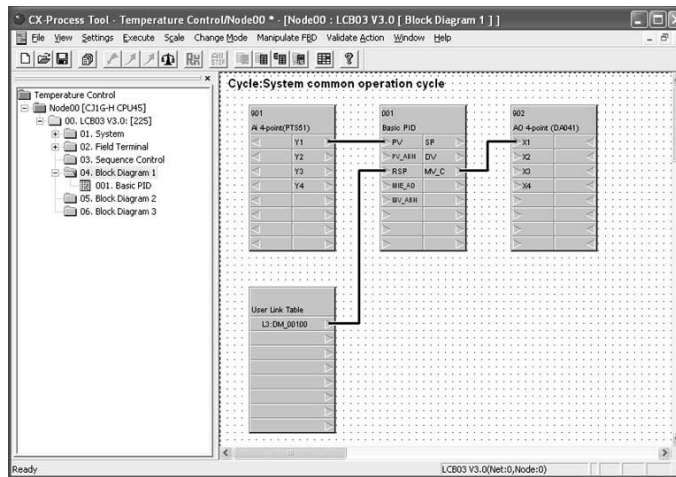 CX-Process Tool - Temperature Control/Node00 * - [Node00 : LCB03 V3.0 [ Block Diagram 1 ] ]
File View Settings Execute Scale Change Mode Manipulate FBD Validate Action Window Help
Temperature Control
Node00 [CJ1G-H CPU45]
00. LCB03 V3.0: [225]
01. System
02. Field Terminal
03. Sequence Control
04. Block Diagram 1
001. Basic PID
05. Block Diagram 2
06. Block Diagram 3
Cycle:System common operation cycle
901
Ai 4-point(PTS51)
Y1
Y2
Y3
Y4
001
Basic PID
PV SP
PV_ASN DV
RSP MV_C
902
AO 4-point (DA041)
X1
X2
X3
X4
User Link Table
L3:DM_00100
Ready
LCB03 V3.0(Net:0,Node:0)